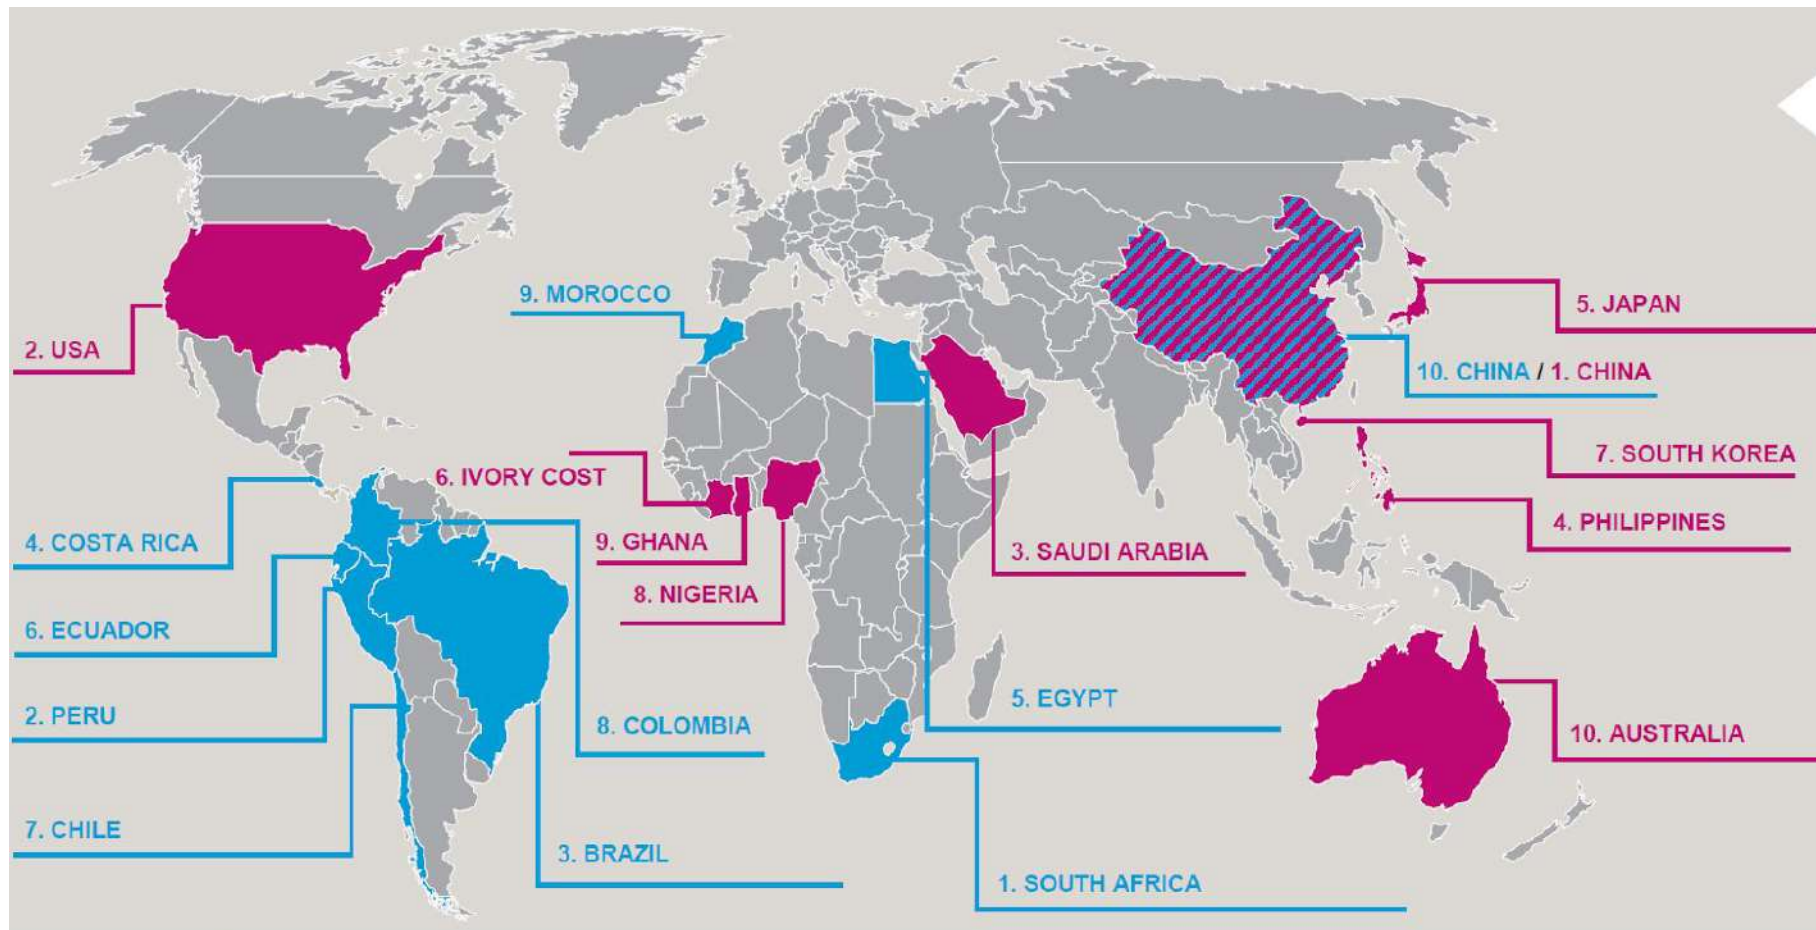 9. MOROCCO
5. JAPAN
2. USA
10. CHINA / 1. CHINA
7. SOUTH KOREA
6. IVORY COST
4. PHILIPPINES
4. COSTA RICA
9. GHANA
3. SAUDI ARABIA
8. NIGERIA
6. ECUADOR
5. EGYPT
2. PERU
8. COLOMBIA
10. AUSTRALIA
7. CHILE
3. BRAZIL
1. SOUTH AFRICA